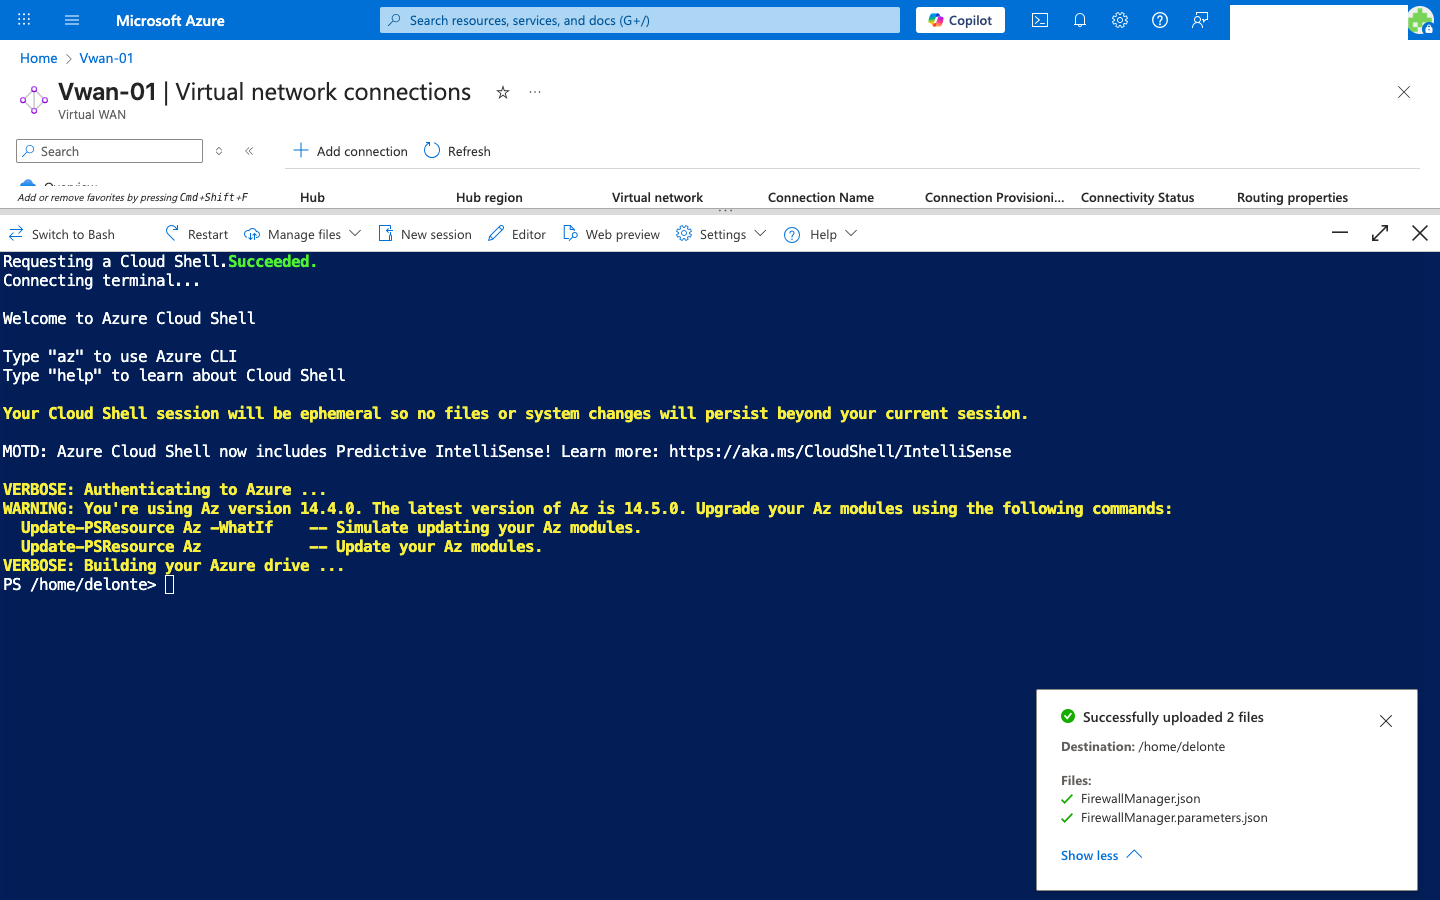 Microsoft Azure
Search resources, services, and docs (G+/)
Copilot
Home > Vwan-01
Vwan-01 | Virtual network connections
Virtual WAN
Search
Add connection
Refresh
Add or remove favorites by pressing Cmd+Shift+F
Hub
Hub region
Virtual network
Connection Name
Connection Provisioni...
Connectivity Status
Routing properties
Switch to Bash
Restart
Manage files
New session
Editor
Web preview
Settings
Help
Requesting a Cloud Shell.Succeeded.
Connecting terminal...
Welcome to Azure Cloud Shell
Type "az" to use Azure CLI
Type "help" to learn about Cloud Shell
Your Cloud Shell session will be ephemeral so no files or system changes will persist beyond your current session.
MOTD: Azure Cloud Shell now includes Predictive IntelliSense! Learn more: https://aka.ms/CloudShell/IntelliSense
VERBOSE: Authenticating to Azure ...
WARNING: You're using Az version 14.4.0. The latest version of Az is 14.5.0. Upgrade your Az modules using the following commands:
  Update-PSResource Az -WhatIf    -- Simulate updating your Az modules.
  Update-PSResource Az            -- Update your Az modules.
VERBOSE: Building your Azure drive ...
PS /home/delonte>
Successfully uploaded 2 files
Destination: /home/delonte
Files:
FirewallManager.json
FirewallManager.parameters.json
Show less